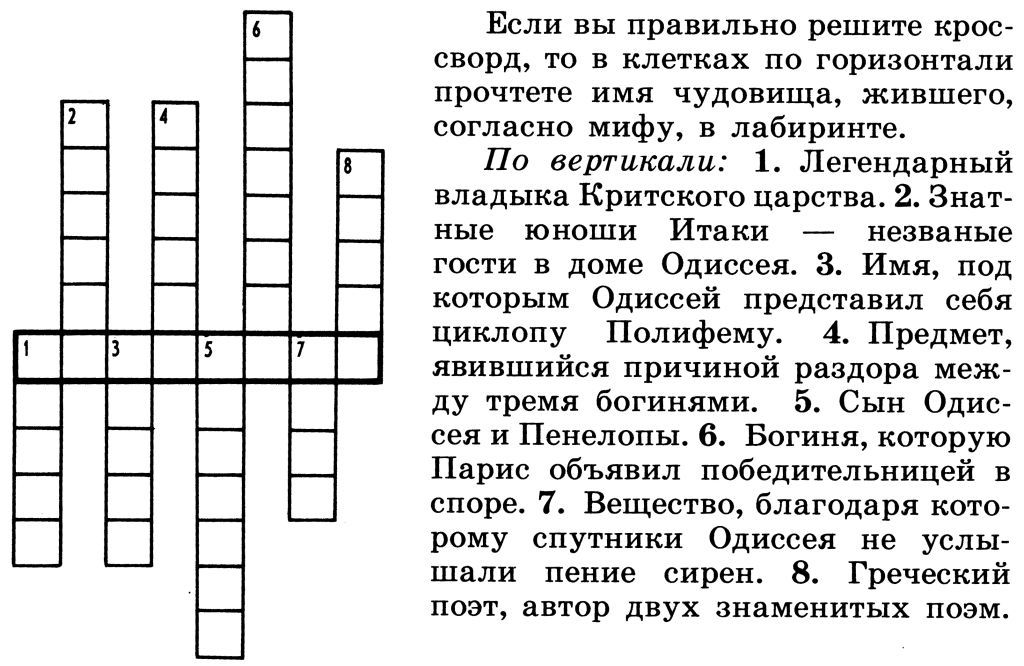 6
2
4
8
1
3
5
7
Если вы правильно решите крос-
сворд, то в клетках по горизонтали
прочтете имя чудовища, жившего,
согласно мифу, в лабиринте.
По вертикали: 1. Легендарный
владыка Критского царства. 2. Знат-
ные юноши Итаки — незваные
гости в доме Одиссея. 3. Имя, под
которым Одиссей представил себя
циклопу Полифему. 4. Предмет,
явившийся причиной раздора меж-
ду тремя богинями. 5. Сын Одис-
сея и Пенелопы. 6. Богиня, которую
Парис объявил победительницей в
споре. 7. Вещество, благодаря кото-
рому спутники Одиссея не услы-
шали пение сирен. 8. Греческий
поэт, автор двух знаменитых поэм.